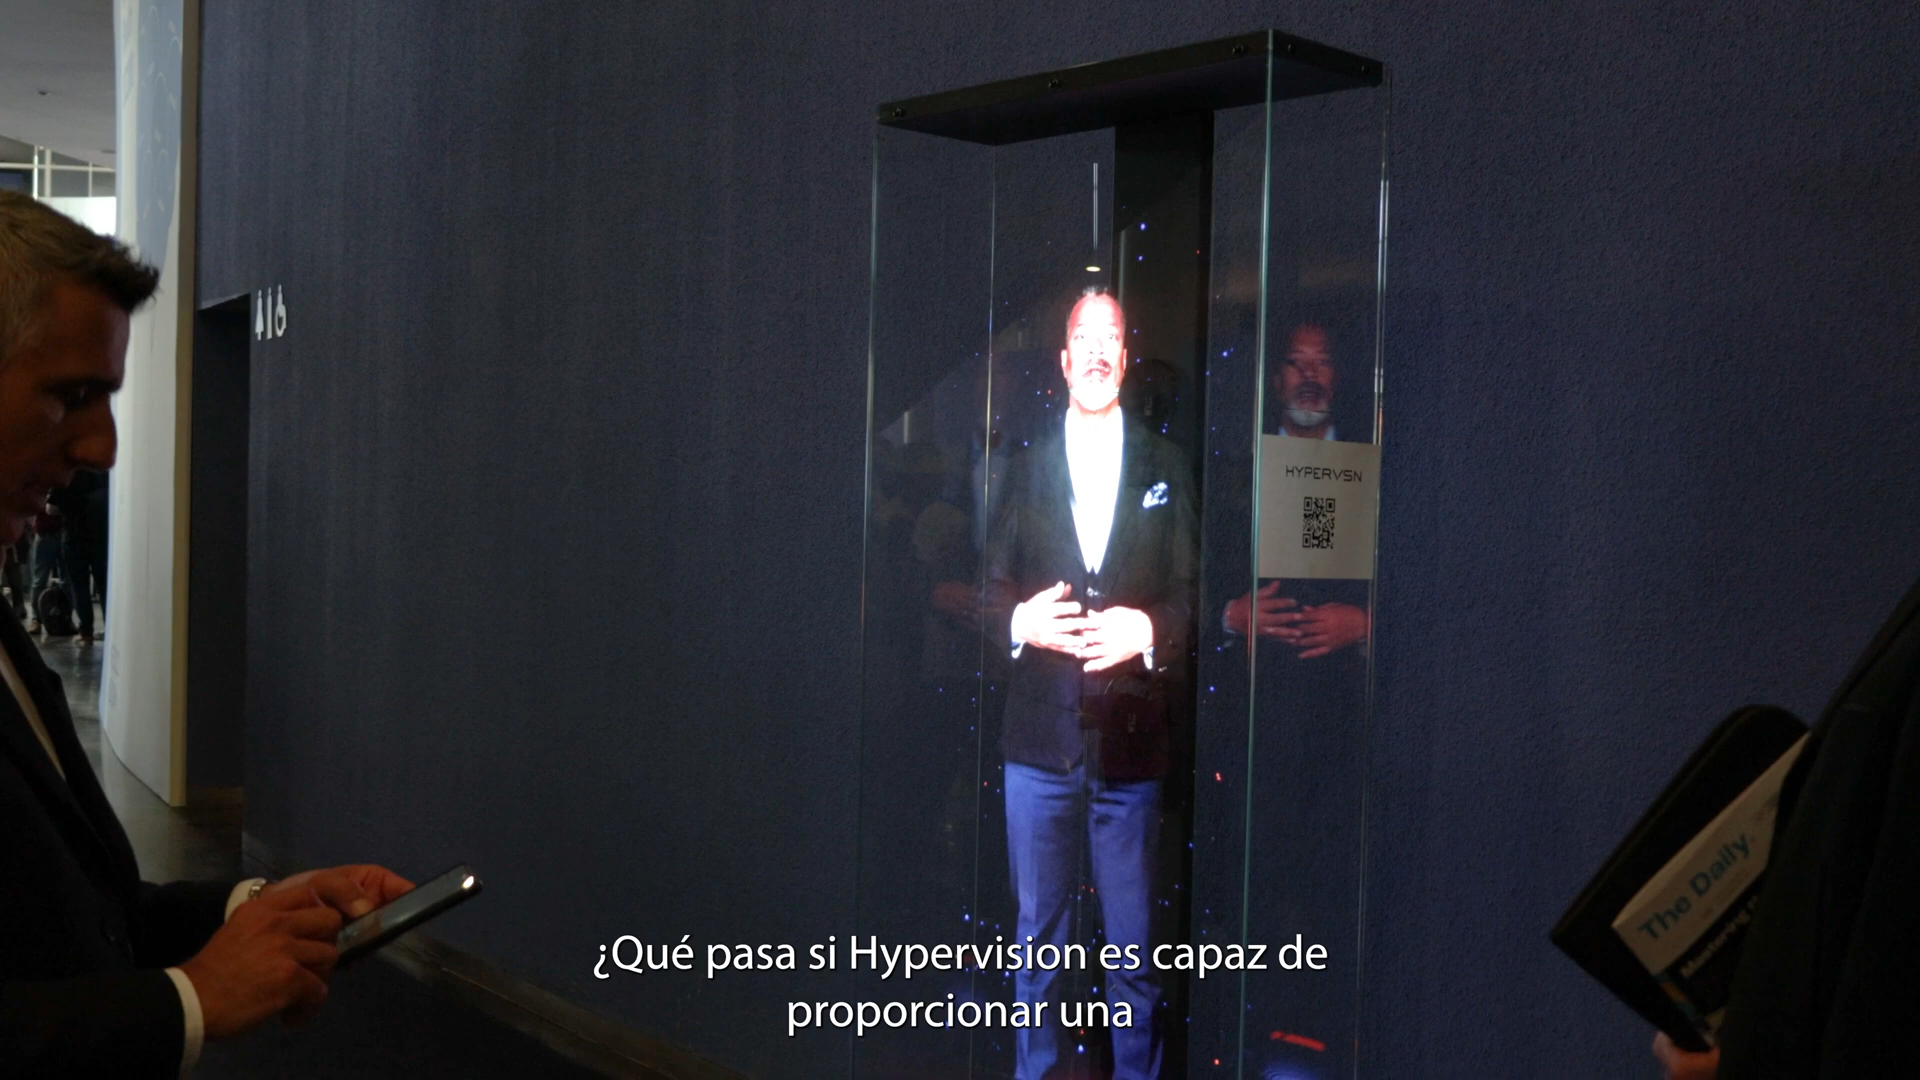 HYPERVSN
The Daily.
¿Qué pasa si Hypervision es capaz de
proporcionar una